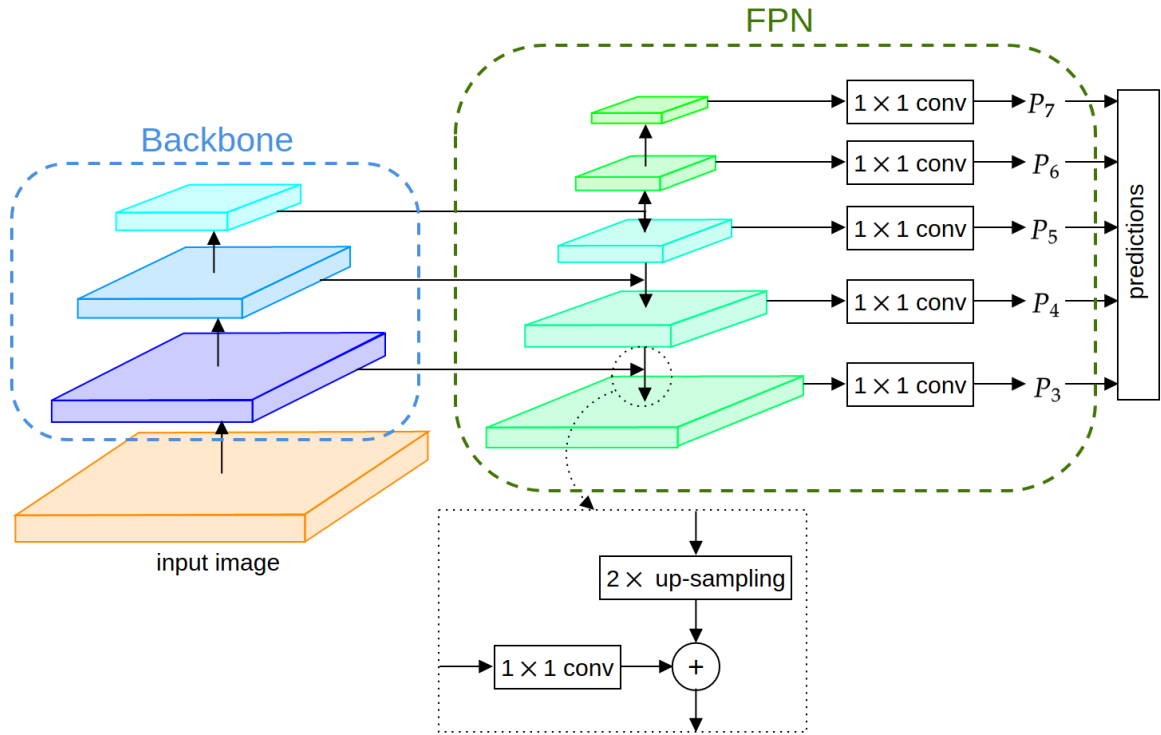 FPN
Backbone
1 × 1 conv
P7
1 × 1 conv
P6
1 × 1 conv
P5
1 × 1 conv
P4
1 × 1 conv
P3
predictions
input image
2 × up-sampling
1 × 1 conv
+